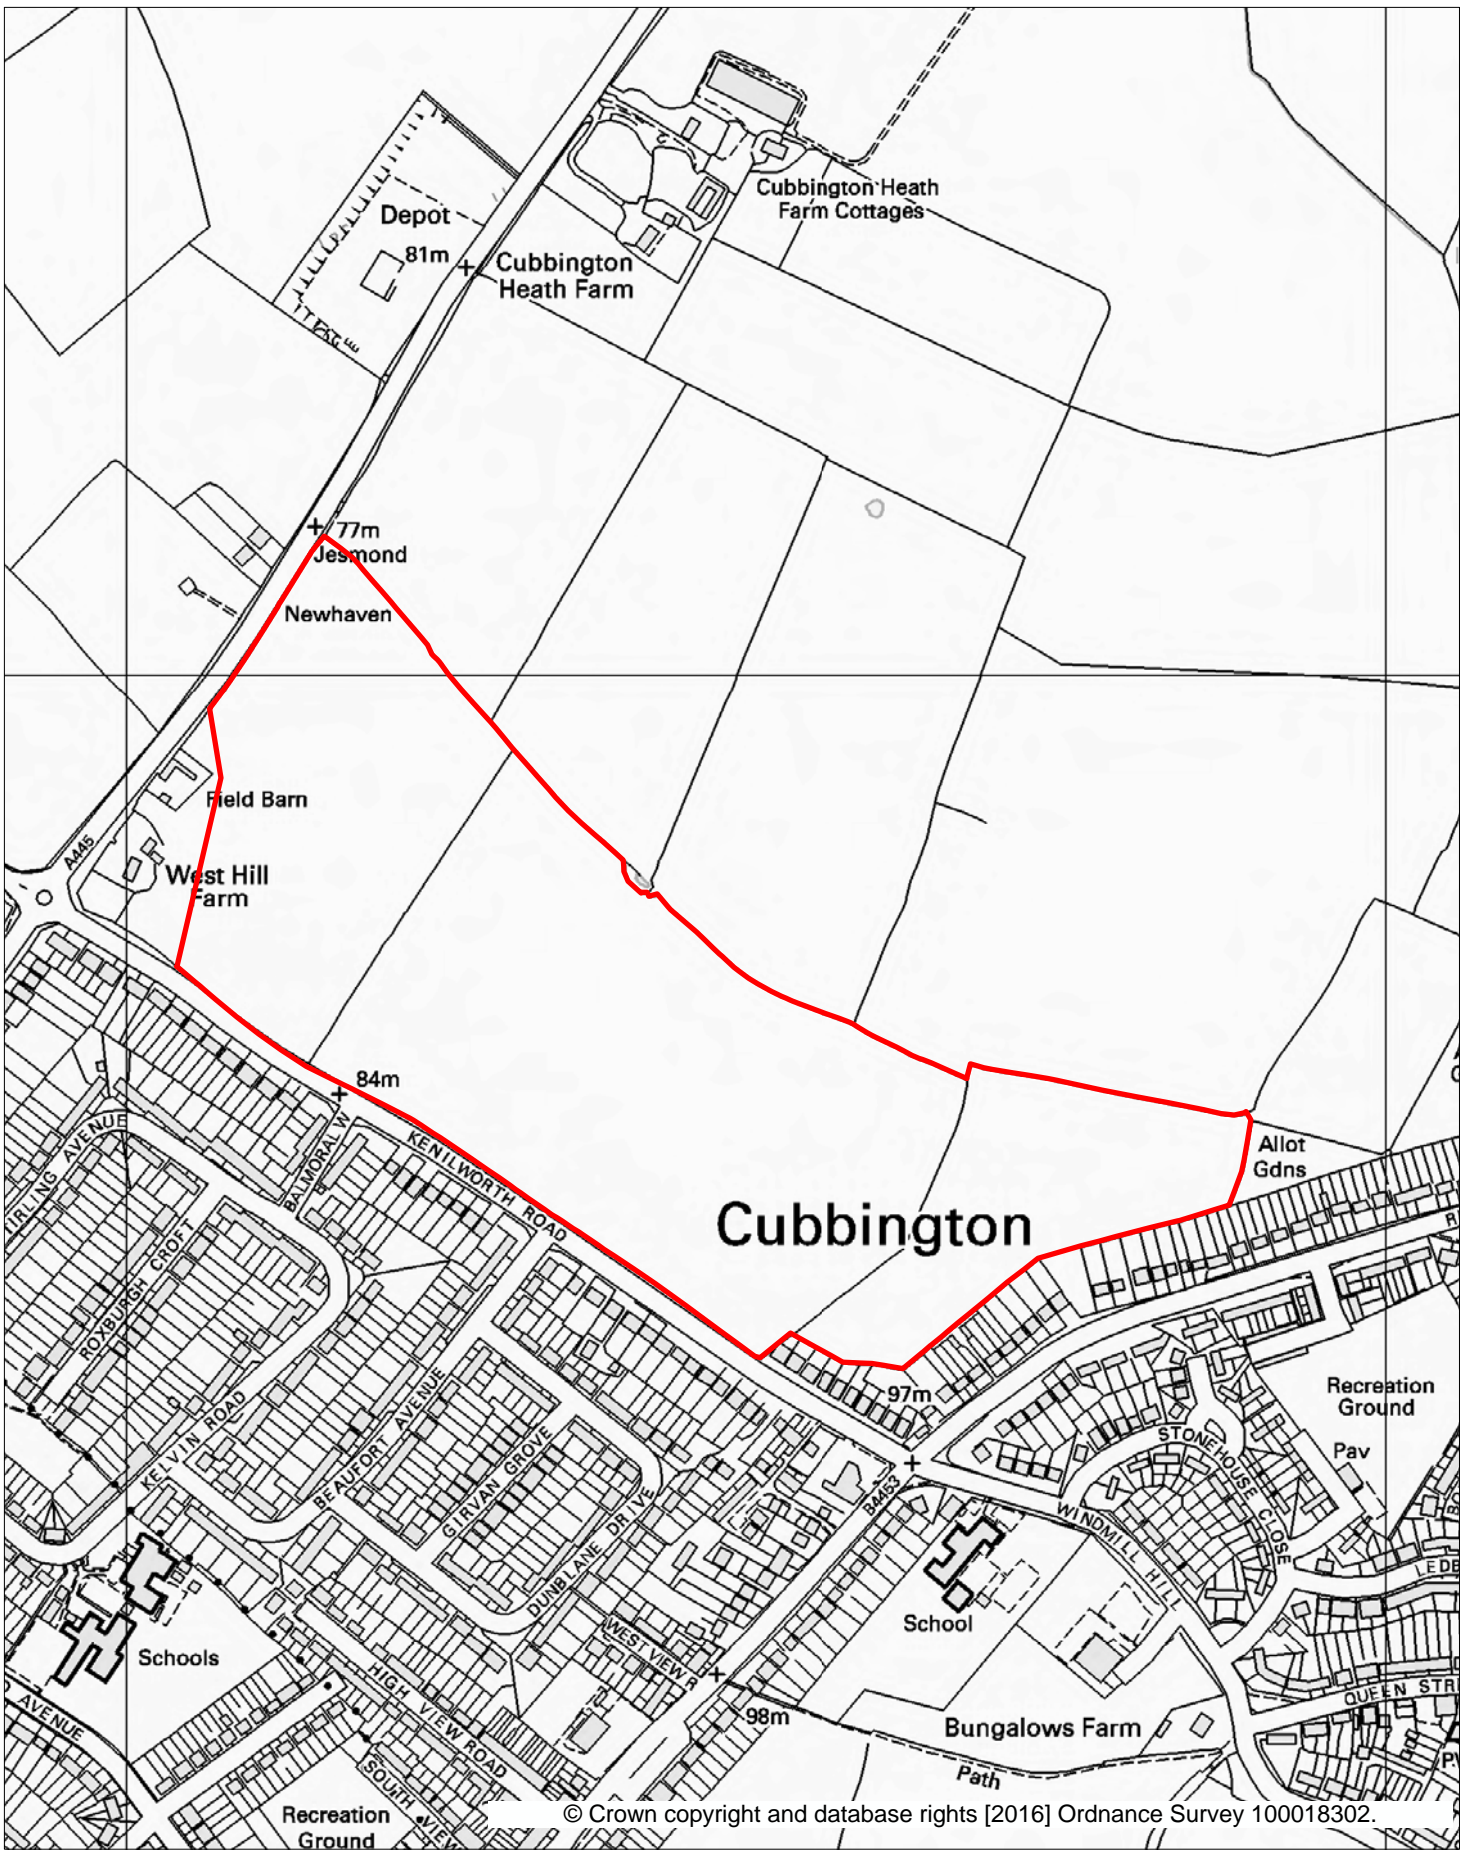 Cubbington Heath
Farm Cottages
Depot
81m
Cubbington
Heath Farm
77m
Jesmond
Newhaven
Field Barn
A445
West Hill
Farm
84m
KENILWORTH ROAD
BALMORAL W
AVENUE
ROXBURGH CROFT
Allot
Gdns
Cubbington
KELVIN ROAD
BEAUFORT AVENUE
GIRVAN GROVE
DUNBLANE DRIVE
97m
Recreation
Ground
Pav
STONEHOUSE CLOSE
B4453
WINDMILL HILL
School
Schools
WEST VIEW R
HIGH VIEW ROAD
AVENUE
98m
QUEEN STR
Bungalows Farm
Path
SOUTH VIEW
Recreation
Ground
© Crown copyright and database rights [2016] Ordnance Survey 100018302.